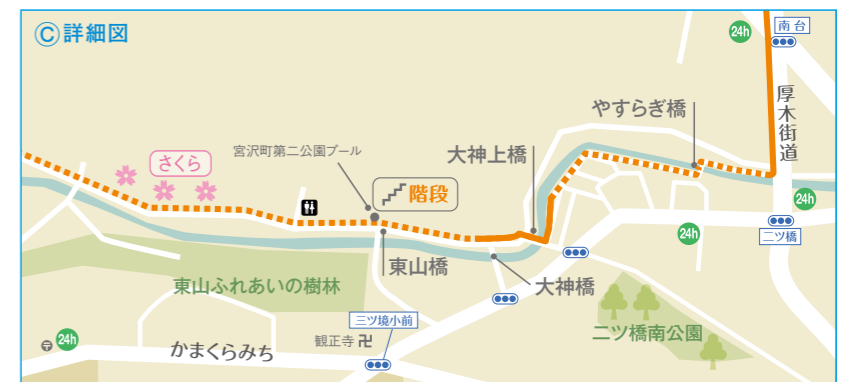 Ⓒ詳細図
24h
南台
厚木街道
やすらぎ橋
宮沢町第二公園プール
大神上橋
さくら
階段
24h
24h
二ツ橋
東山橋
大神橋
東山ふれあいの樹林
二ツ橋南公園
三ツ境小前
観正寺卍
24h
かまくらみち